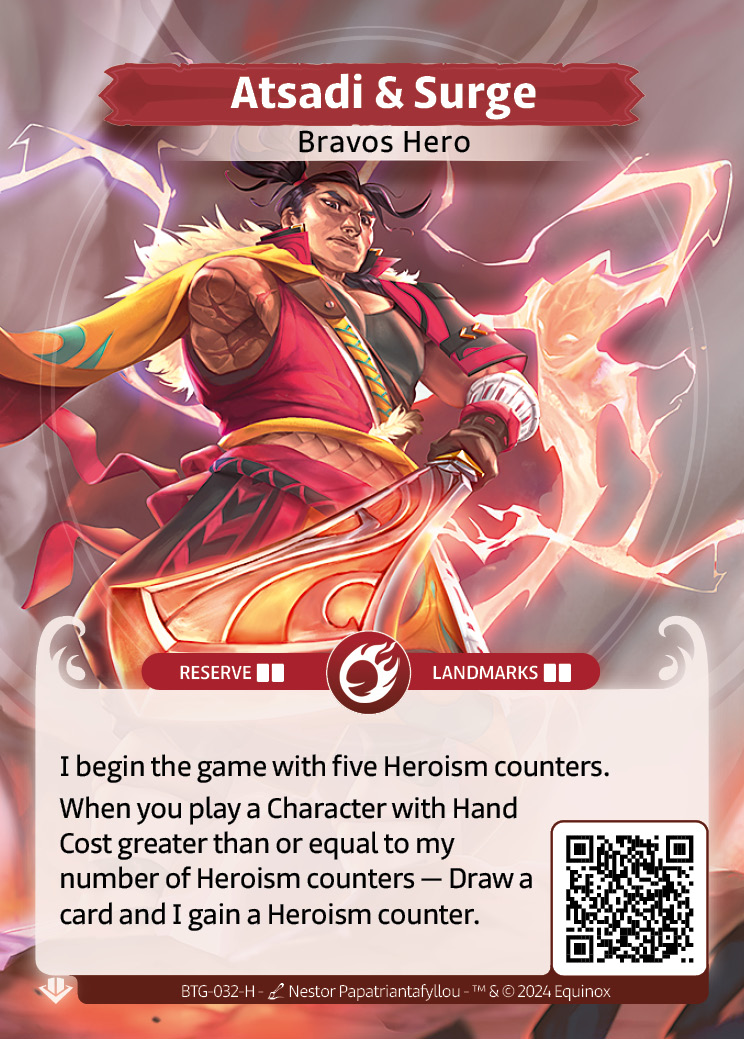 Atsadi & Surge
Bravos Hero
RESERVE
LANDMARKS
I begin the game with five Heroism counters.
When you play a Character with Hand
Cost greater than or equal to my
number of Heroism counters — Draw a
card and I gain a Heroism counter.
BTG-032-H - Nestor Papatriantafyllou - ™ & © 2024 Equinox